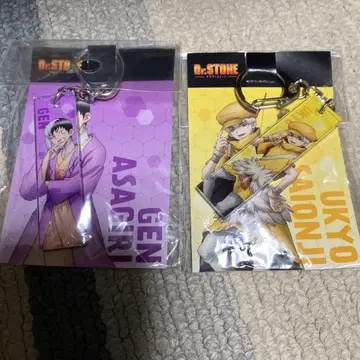 Dr.STONE
GEN
GEN
ASAGIRI
Dr.STONE
UKYO
SAIONJI